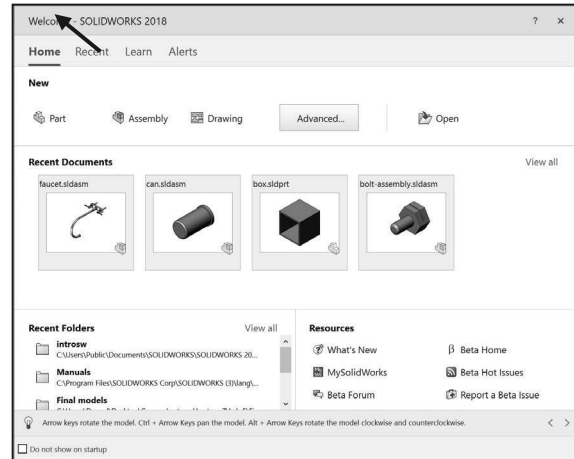 Welcome - SOLIDWORKS 2018
? ×
Home Recent Learn Alerts
New
Part Assembly Drawing Advanced... Open
Recent Documents View all
faucet.sldasm can.sldasm box.sldprt bolt-assembly.sldasm
Recent Folders View all Resources
introsw
C:\Users\Public\Documents\SOLIDWORKS\SOLIDWORKS 20...
What's New β Beta Home
Manuals
C:\Program Files\SOLIDWORKS Corp\SOLIDWORKS (3)\lang\...
MySolidWorks Beta Hot Issues
Final models
Beta Forum Report a Beta Issue
Arrow keys rotate the model. Ctrl + Arrow Keys pan the model. Alt + Arrow Keys rotate the model clockwise and counterclockwise.
Do not show on startup